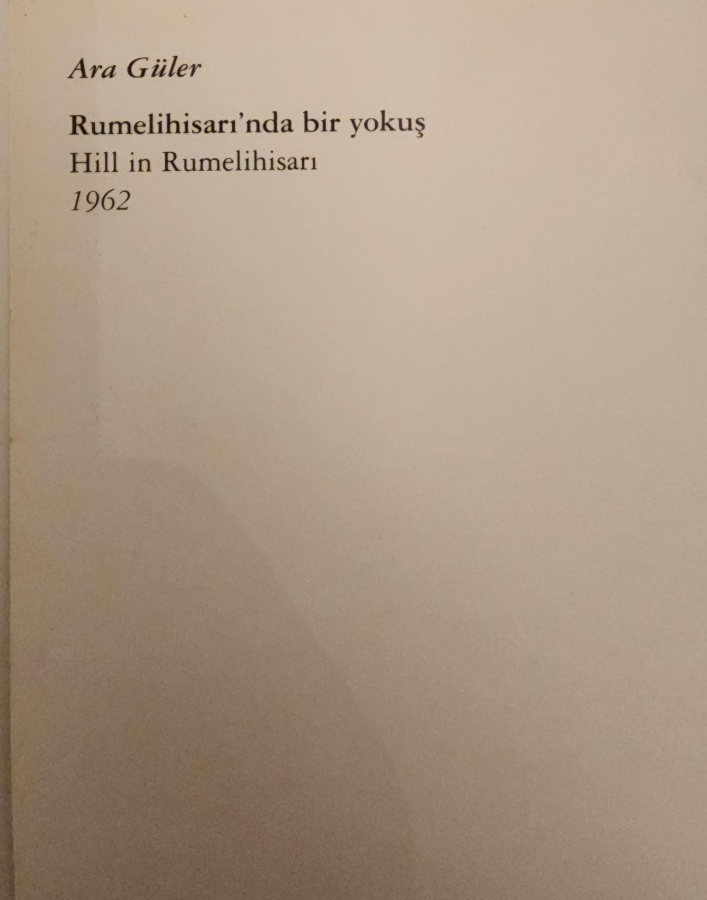 Ara Güler
Rumelihisarı'nda bir yokuş
Hill in Rumelihisarı
1962